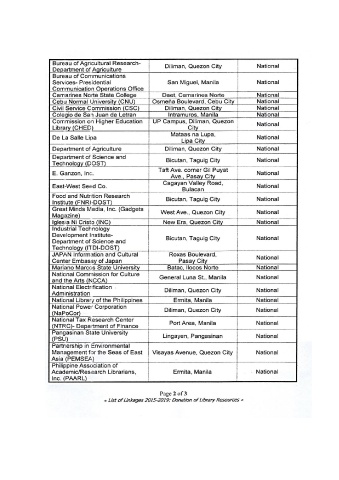 Bureau of Agricultural Research- Department of Agriculture Diliman, Quezon City National
Bureau of Communications Services- Presidential Communications Operations Office San Miguel, Manila National
Camarines Norte State College Daet, Camarines Norte National
Cebu Normal University (CNU) Osmeña Boulevard, Cebu City National
Civil Service Commission (CSC) Diliman, Quezon City National
Colegio de San Juan de Letran Intramuros, Manila National
Commission on Higher Education Library (CHED) UP Campus, Diliman, Quezon City National
De La Salle Lipa Mataas na Lupa, Lipa City National
Department of Agriculture Diliman, Quezon City National
Department of Science and Technology (DOST) Bicutan, Taguig City National
E. Ganzon, Inc. Taft Ave. corner Gil Puyat Ave., Pasay City National
East-West Seed Co. Cagayan Valley Road, Bulacan National
Food and Nutrition Research Institute (FNRI-DOST) Bicutan, Taguig City National
Great Minds Media, Inc. (Gadgets Magazine) West Ave., Quezon City National
Iglesia Ni Cristo (INC) New Era, Quezon City National
Industrial Technology Development Institute- Department of Science and Technology (ITDI-DOST) Bicutan, Taguig City National
JAPAN Information and Cultural Center Embassy of Japan Roxas Boulevard, Pasay City National
Mariano Marcos State University Batac, Ilocos Norte National
National Commission for Culture and the Arts (NCCA) General Luna St., Manila National
National Electrification Administration Diliman, Quezon City National
National Library of the Philippines Ermita, Manila National
National Power Corporation (NaPoCor) Diliman, Quezon City National
National Tax Research Center (NTRC)- Department of Finance Port Area, Manila National
Pangasinan State University (PSU) Lingayen, Pangasinan National
Partnership in Environmental Management for the Seas of East Asia (PEMSEA) Visayas Avenue, Quezon City National
Philippine Association of Academic/Research Librarians, Inc. (PAARL) Ermita, Manila National
Page 2 of 3
« List of Linkages 2015-2019: Donation of Library Resources »